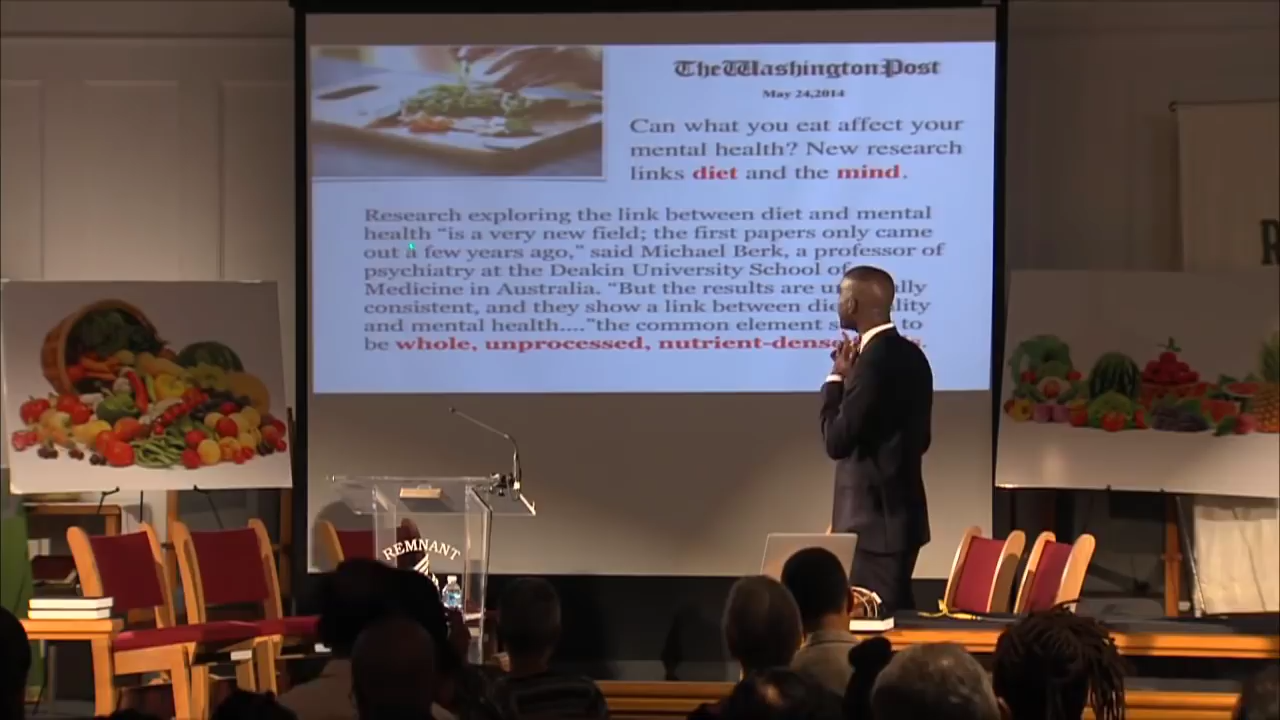 The Washington Post
May 24,2014
Can what you eat affect your
mental health? New research
links diet and the mind.
Research exploring the link between diet and mental
health “is a very new field; the first papers only came
out a few years ago,” said Michael Berk, a professor of
psychiatry at the Deakin University School of
Medicine in Australia. “But the results are
consistent, and they show a link between
and mental health....”the common element to
be whole, unprocessed, nutrient-dense
REMNANT